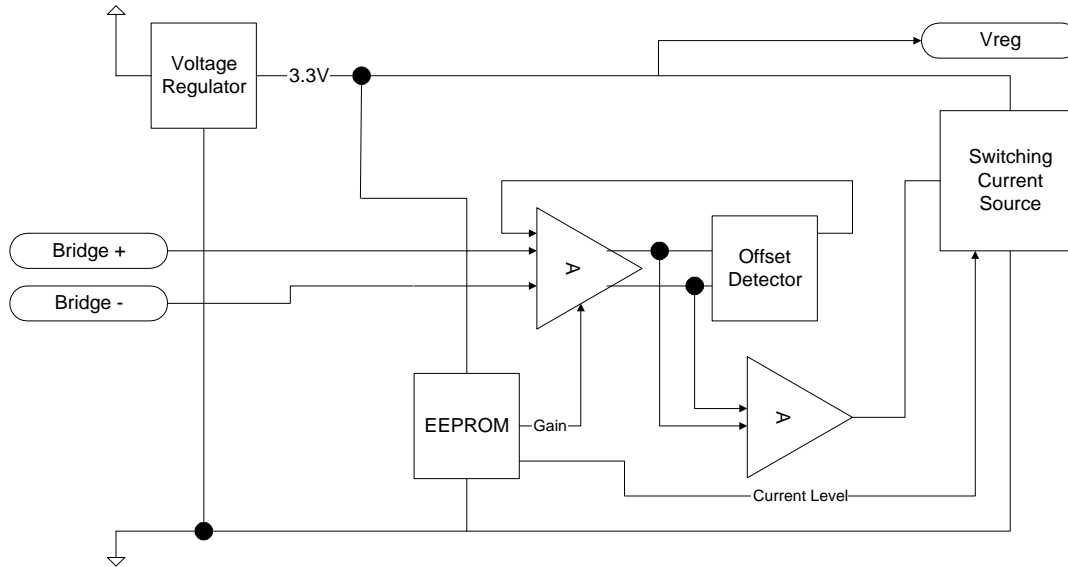 Voltage
Regulator
3.3V
Vreg
Switching
Current
Source
Bridge +
Bridge -
A
Offset
Detector
EEPROM
Gain
A
Current Level